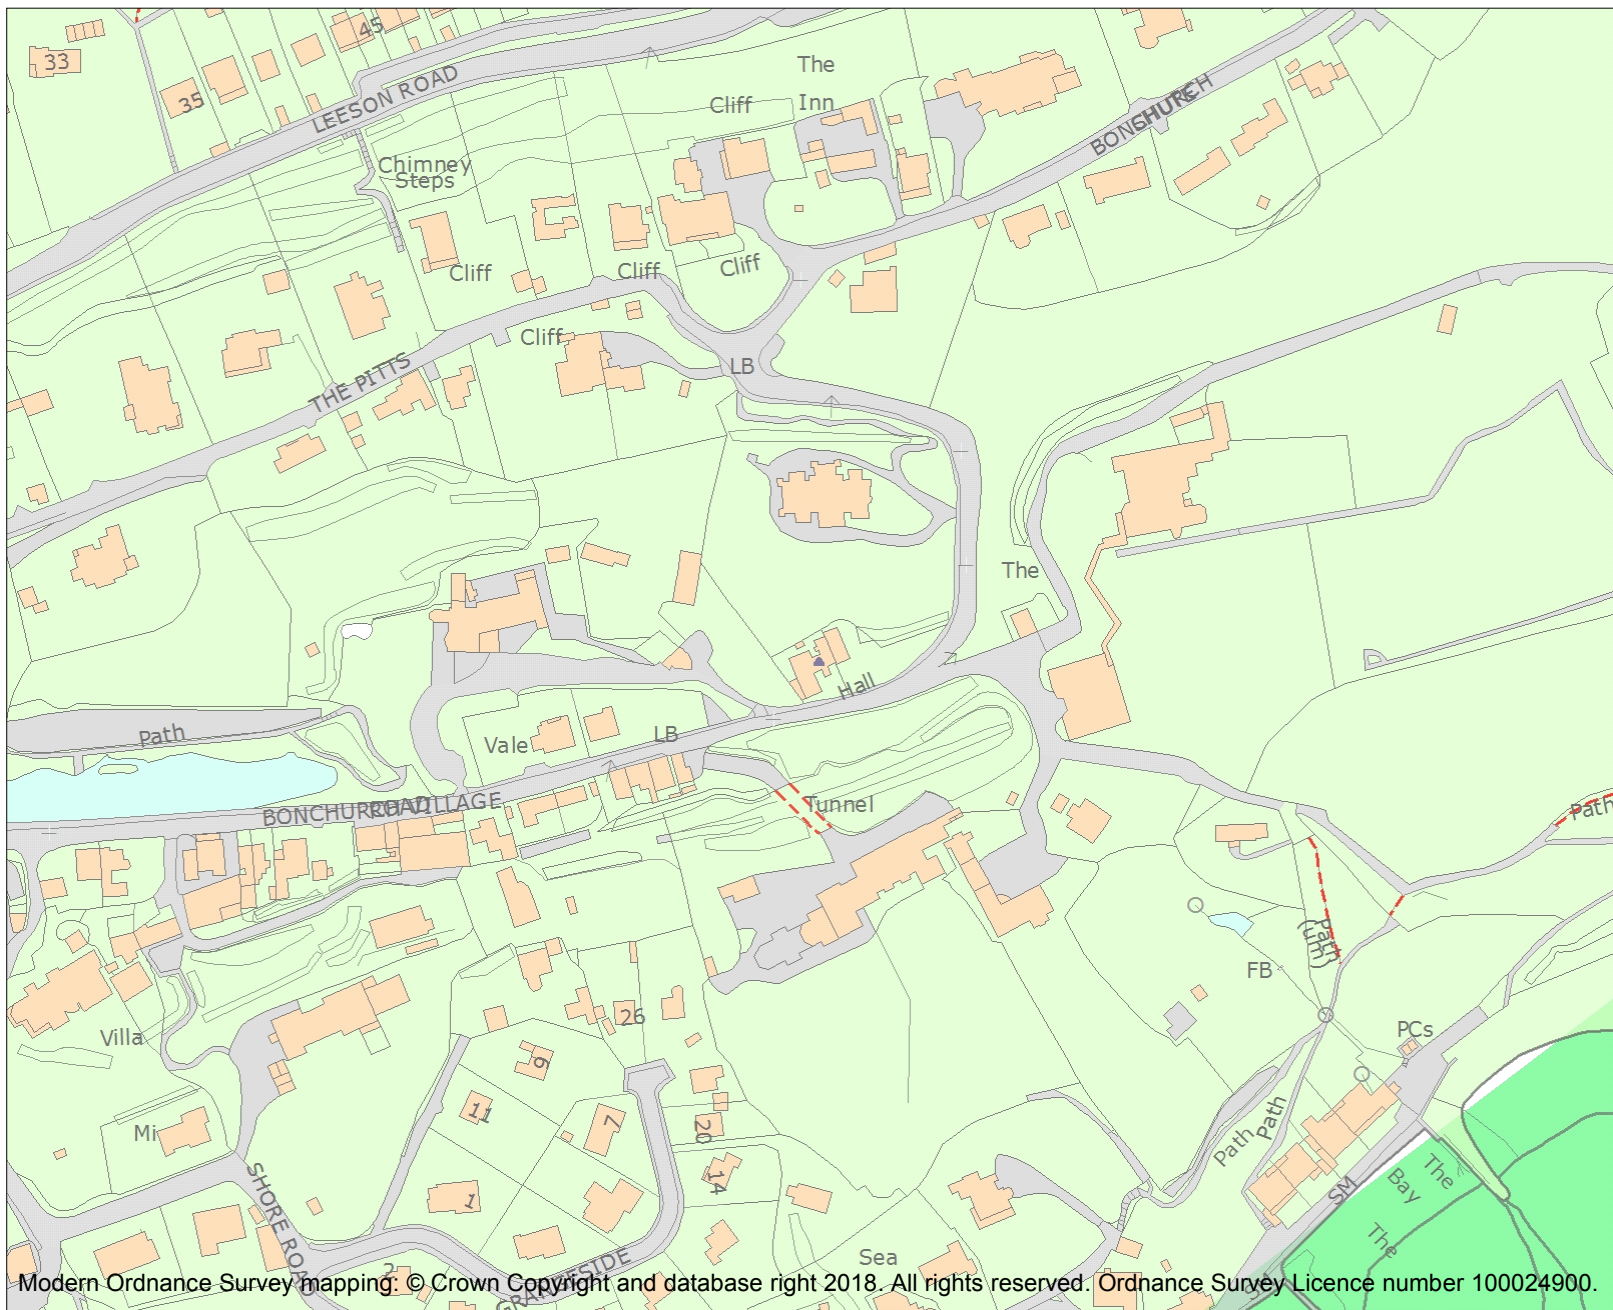 45
33
35
LEESON ROAD
The
Inn
Cliff
BONCHURCH
SHUTE
Chimney
Steps
Cliff
Cliff
Cliff
Cliff
THE PITTS
LB
The
Hall
Path
Vale
LB
BONCHURCH VILLAGE
ROAD
Tunnel
Path
Path
(um)
FB
PCs
Villa
26
9
11
7
20
Mi
14
1
Path
Path
The
Bay
SM
The
SHORE ROAD
Sea
2
GRANGESIDE
Modern Ordnance Survey mapping: © Crown Copyright and database right 2018. All rights reserved. Ordnance Survey Licence number 100024900.